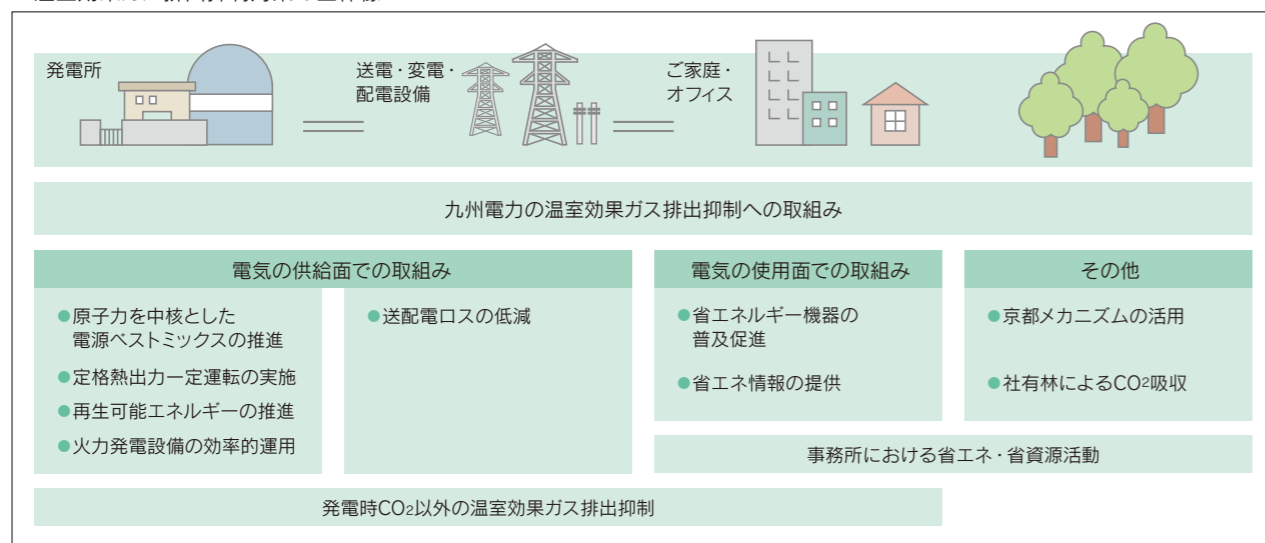 発電所
送電・変電・
配電設備
ご家庭・
オフィス
九州電力の温室効果ガス排出抑制への取組み
電気の供給面での取組み
●原子力を中核とした
電源ベストミックスの推進
●定格熱出力一定運転の実施
●再生可能エネルギーの推進
●火力発電設備の効率的運用
●送配電ロスの低減
電気の使用面での取組み
●省エネルギー機器の
普及促進
●省エネ情報の提供
その他
●京都メカニズムの活用
●社有林によるCO2吸収
事務所における省エネ・省資源活動
発電時CO2以外の温室効果ガス排出抑制